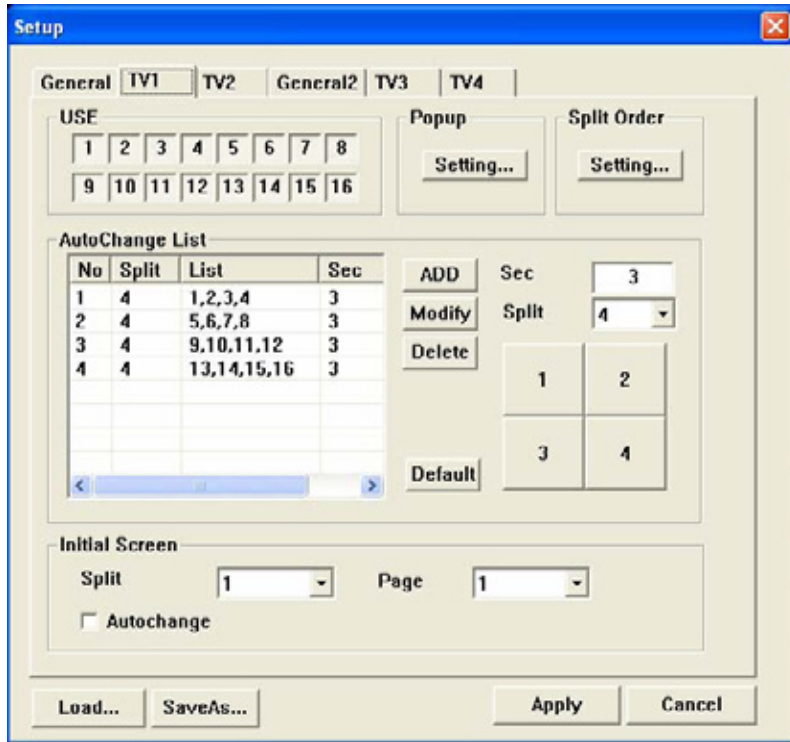 Setup
General TV1 TV2 General2 TV3 TV4
USE
1 2 3 4 5 6 7 8
9 10 11 12 13 14 15 16
Popup
Setting...
Split Order
Setting...
AutoChange List
No Split List Sec
1 4 1,2,3,4 3
2 4 5,6,7,8 3
3 4 9,10,11,12 3
4 4 13,14,15,16 3
ADD
Modify
Delete
Default
Sec 3
Split 4
1 2
3 4
Initial Screen
Split 1 Page 1
Autochange
Load... SaveAs... Apply Cancel